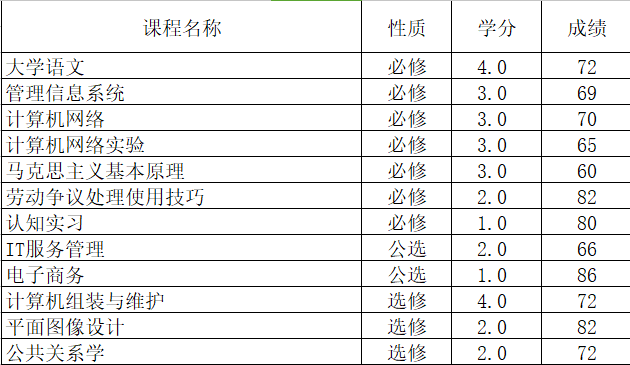 课程名称 性质 学分 成绩
大学语文 必修 4.0 72
管理信息系统 必修 3.0 69
计算机网络 必修 3.0 70
计算机网络实验 必修 3.0 65
马克思主义基本原理 必修 3.0 60
劳动争议处理使用技巧 必修 2.0 82
认知实习 必修 1.0 80
IT服务管理 公选 2.0 66
电子商务 公选 1.0 86
计算机组装与维护 选修 4.0 72
平面图像设计 选修 2.0 82
公共关系学 选修 2.0 72